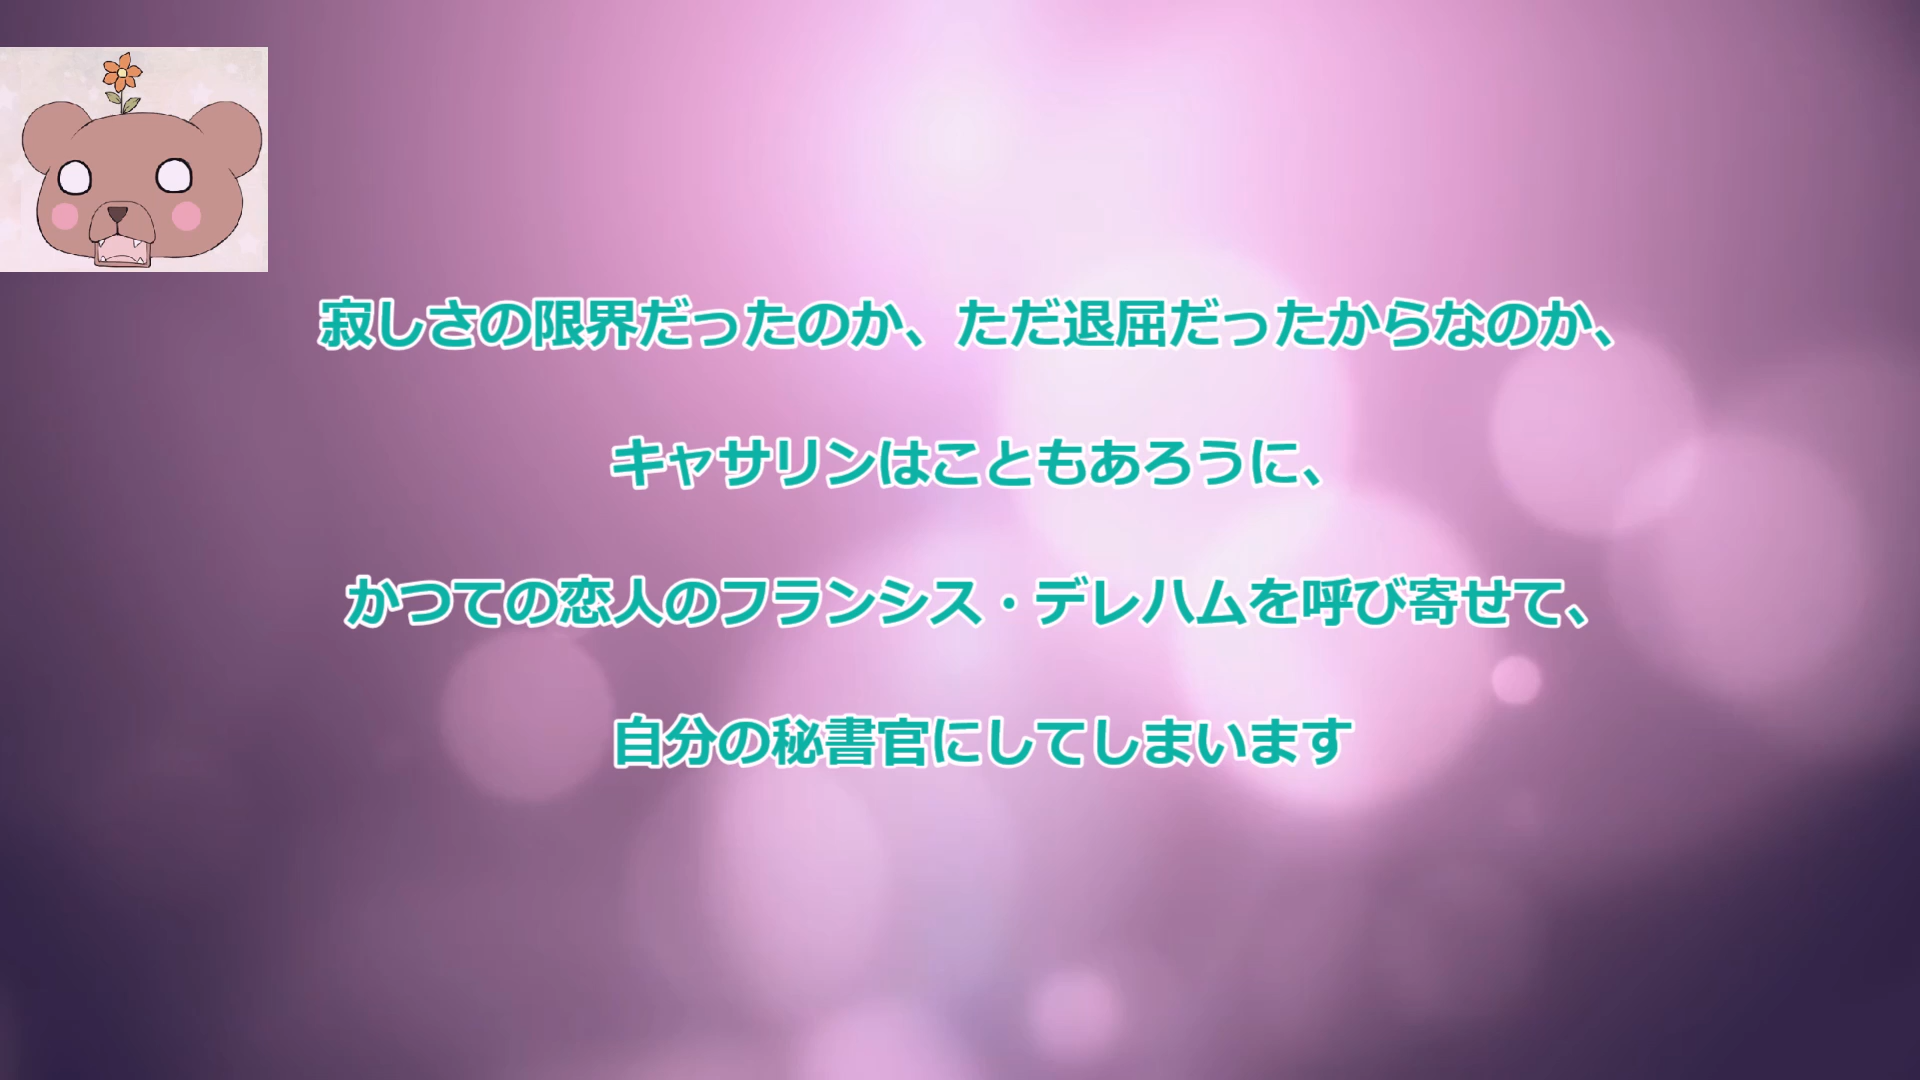 寂しさの限界だったのか、ただ退屈だったからなのか、
キャサリンはこともあろうに、
かつての恋人のフランシス・デレハムを呼び寄せて、
自分の秘書官にしてしまいます